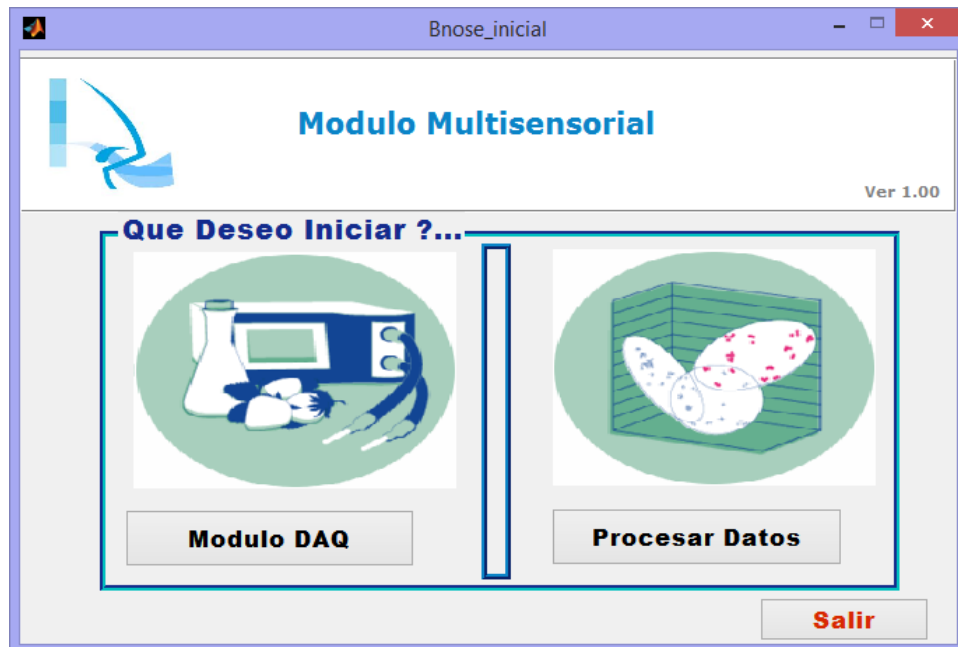 Bnose_inicial
Modulo Multisensorial
Ver 1.00
Que Deseo Iniciar ?...
Modulo DAQ
Procesar Datos
Salir